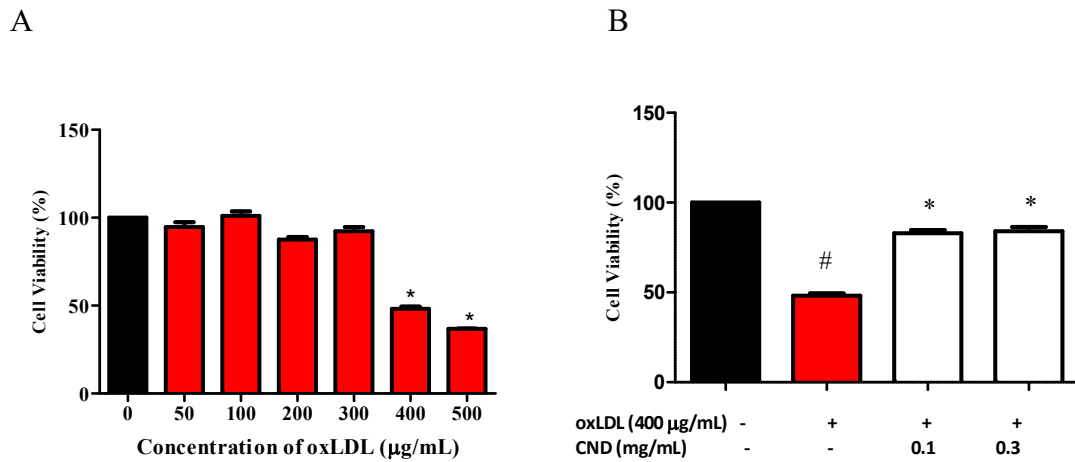 A
B
150
100
50
0
Cell Viability (%)
*
*
0 50 100 200 300 400 500
Concentration of oxLDL (µg/mL)
150
100
50
0
Cell Viability (%)
#
*
*
oxLDL (400 µg/mL) - + + +
CND (mg/mL) - - 0.1 0.3